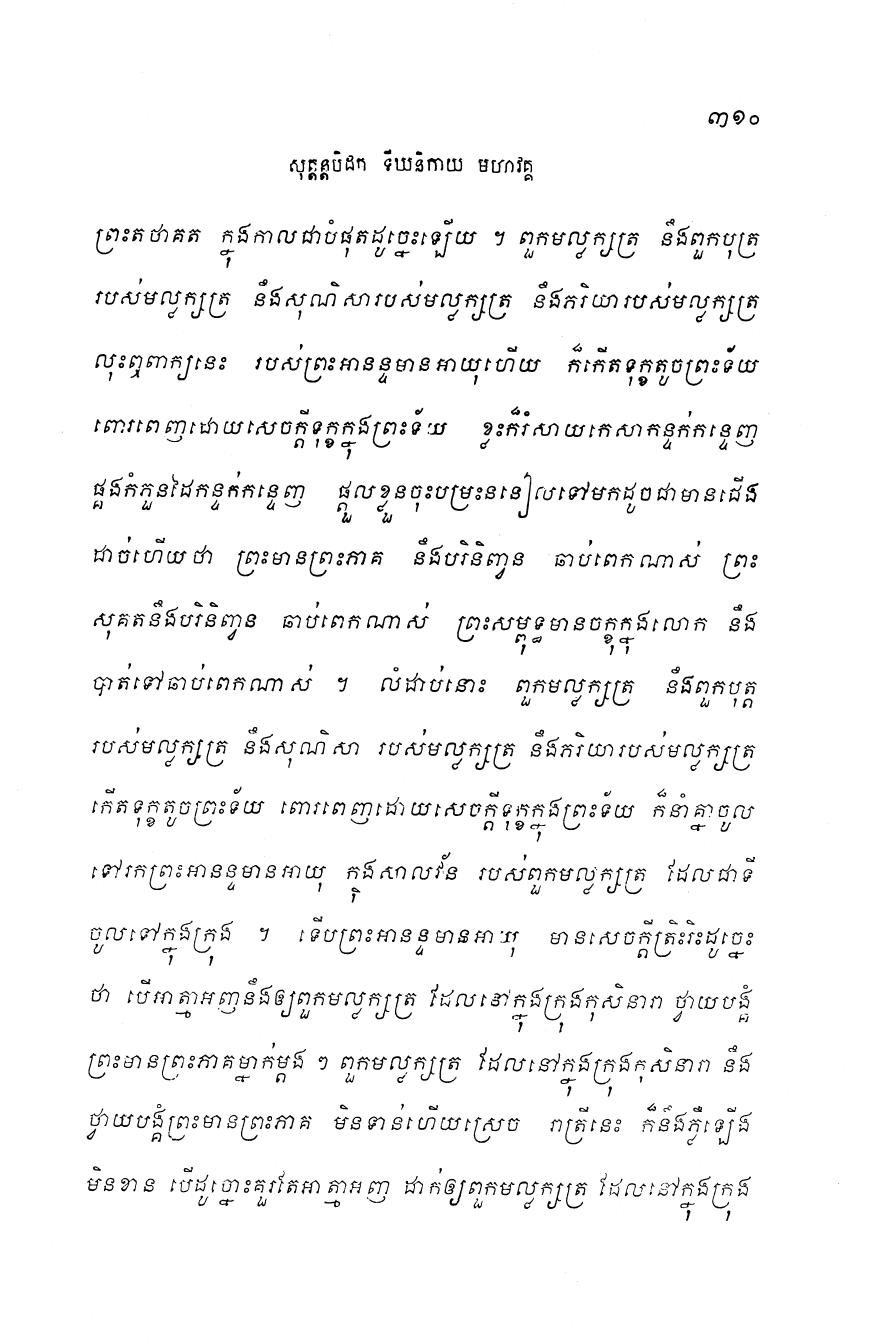 ៣១០
សុត្តន្តបិដក ទីឃនិកាយ មហាវគ្គ
ព្រះតថាគត ក្នុងកាលជាបំផុតដូច្នេះឡើយ ។ ពួកមល្លក្សត្រ នឹងពួកបុត្រ
របស់មល្លក្សត្រ នឹងសុណិសារបស់មល្លក្សត្រ នឹងភរិយារបស់មល្លក្សត្រ
លុះឮពាក្យនេះ របស់ព្រះអានន្ទមានអាយុហើយ ក៏កើតទុក្ខតូចព្រះទ័យ
ពោរពេញដោយសេចក្តីទុក្ខក្នុងព្រះទ័យ ខ្លះក៏រំសាយកេសាកន្ទក់កន្ទេញ
ផ្គងកំភួនដៃកន្ទក់កន្ទេញ ផ្តួលខ្លួនចុះបម្រះននៀលទៅមកដូចជាមានជើង
ដាច់ហើយថា ព្រះមានព្រះភាគ នឹងបរិនិញ្វន ឆាប់ពេកណាស់ ព្រះ
សុគតនឹងបរិនិញ្វន ឆាប់ពេកណាស់ ព្រះសម្ពុទ្ធមានចក្ខុក្នុងលោក នឹង
បាត់ទៅឆាប់ពេកណាស់ ។ លំដាប់នោះ ពួកមល្លក្សត្រ នឹងពួកបុត្ត
របស់មល្លក្សត្រ នឹងសុណិសា របស់មល្លក្សត្រ នឹងភរិយារបស់មល្លក្សត្រ
កើតទុក្ខតូចព្រះទ័យ ពោរពេញដោយសេចក្តីទុក្ខក្នុងព្រះទ័យ ក៏នាំគ្នាចូល
ទៅរកព្រះអានន្ទមានអាយុ ក្នុងសាលវ័ន របស់ពួកមល្លក្សត្រ ដែលជាទី
ចូលទៅក្នុងក្រុង ។ ទើបព្រះអានន្ទមានអាយុ មានសេចក្តីត្រិះរិះដូច្នេះ
ថា បើអាត្មាអញនឹងឲ្យពួកមល្លក្សត្រ ដែលនៅក្នុងក្រុងកុសិនារា ថ្វាយបង្គំ
ព្រះមានព្រះភាគម្នាក់ម្តង ៗ ពួកមល្លក្សត្រ ដែលនៅក្នុងក្រុងកុសិនារា នឹង
ថ្វាយបង្គំព្រះមានព្រះភាគ មិនទាន់ហើយស្រេច រាត្រីនេះ ក៏នឹងភ្លឺឡើង
មិនខាន បើដូច្នោះគួរតែអាត្មាអញ ដាក់ឲ្យពួកមល្លក្សត្រ ដែលនៅក្នុងក្រុង